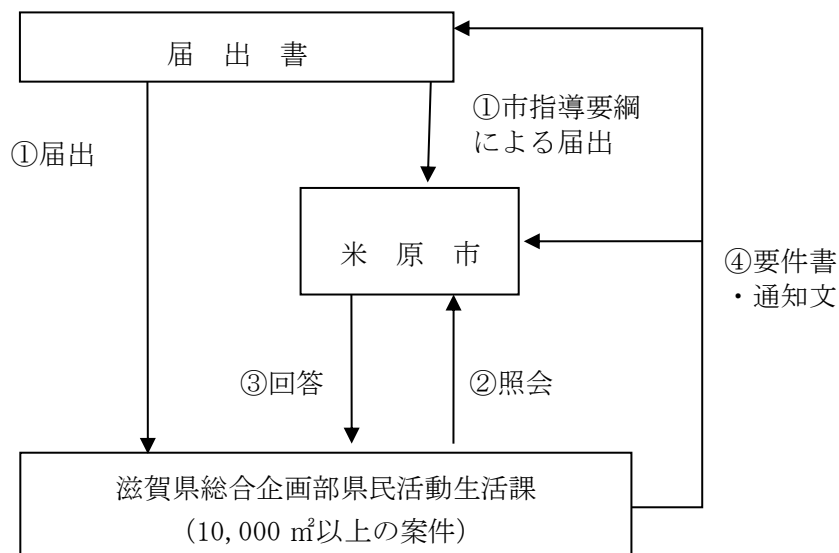 届　出　書
①市指導要綱
による届出
①届出
米　原　市
④要件書
・通知文
③回答
②照会
滋賀県総合企画部県民活動生活課
（10,000 ㎡以上の案件）